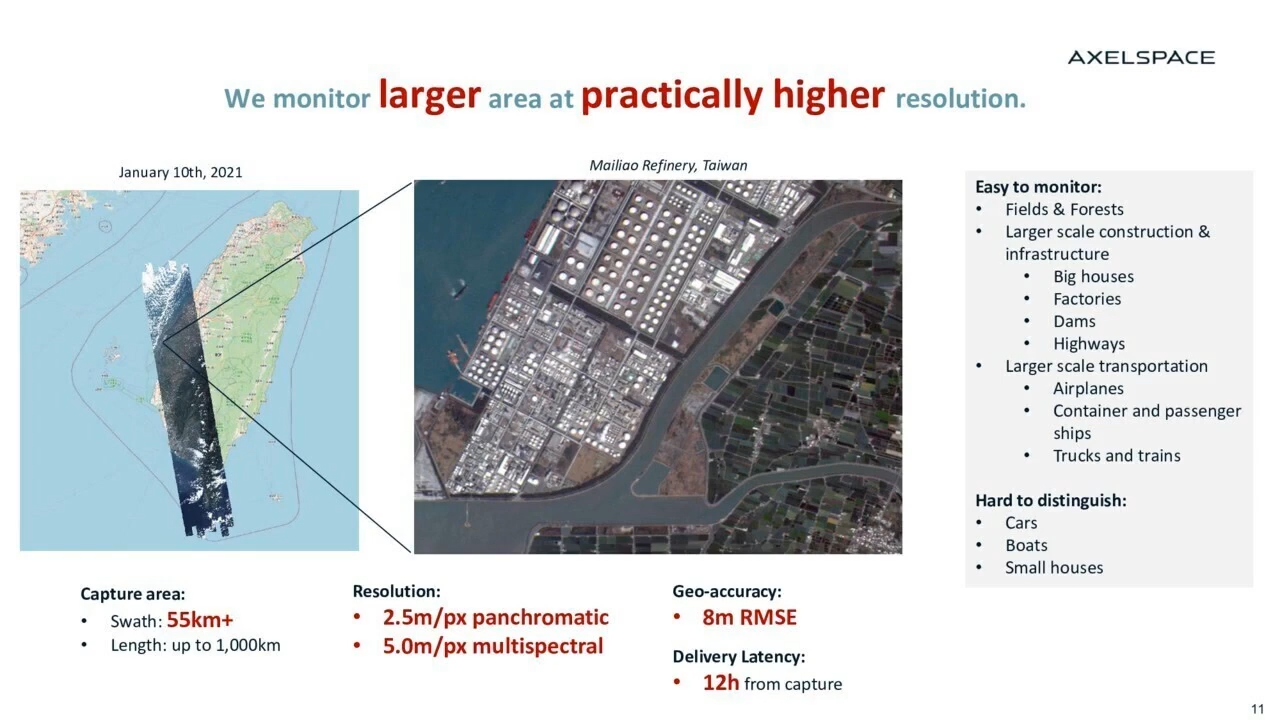 AXELSPACE
We monitor larger area at practically higher resolution.
January 10th, 2021
Mailiao Refinery, Taiwan
Easy to monitor:
• Fields & Forests
• Larger scale construction &
infrastructure
• Big houses
• Factories
• Dams
• Highways
• Larger scale transportation
• Airplanes
• Container and passenger
ships
• Trucks and trains
Hard to distinguish:
• Cars
• Boats
• Small houses
Capture area:
• Swath: 55km+
• Length: up to 1,000km
Resolution:
• 2.5m/px panchromatic
• 5.0m/px multispectral
Geo-accuracy:
• 8m RMSE
Delivery Latency:
• 12h from capture
11